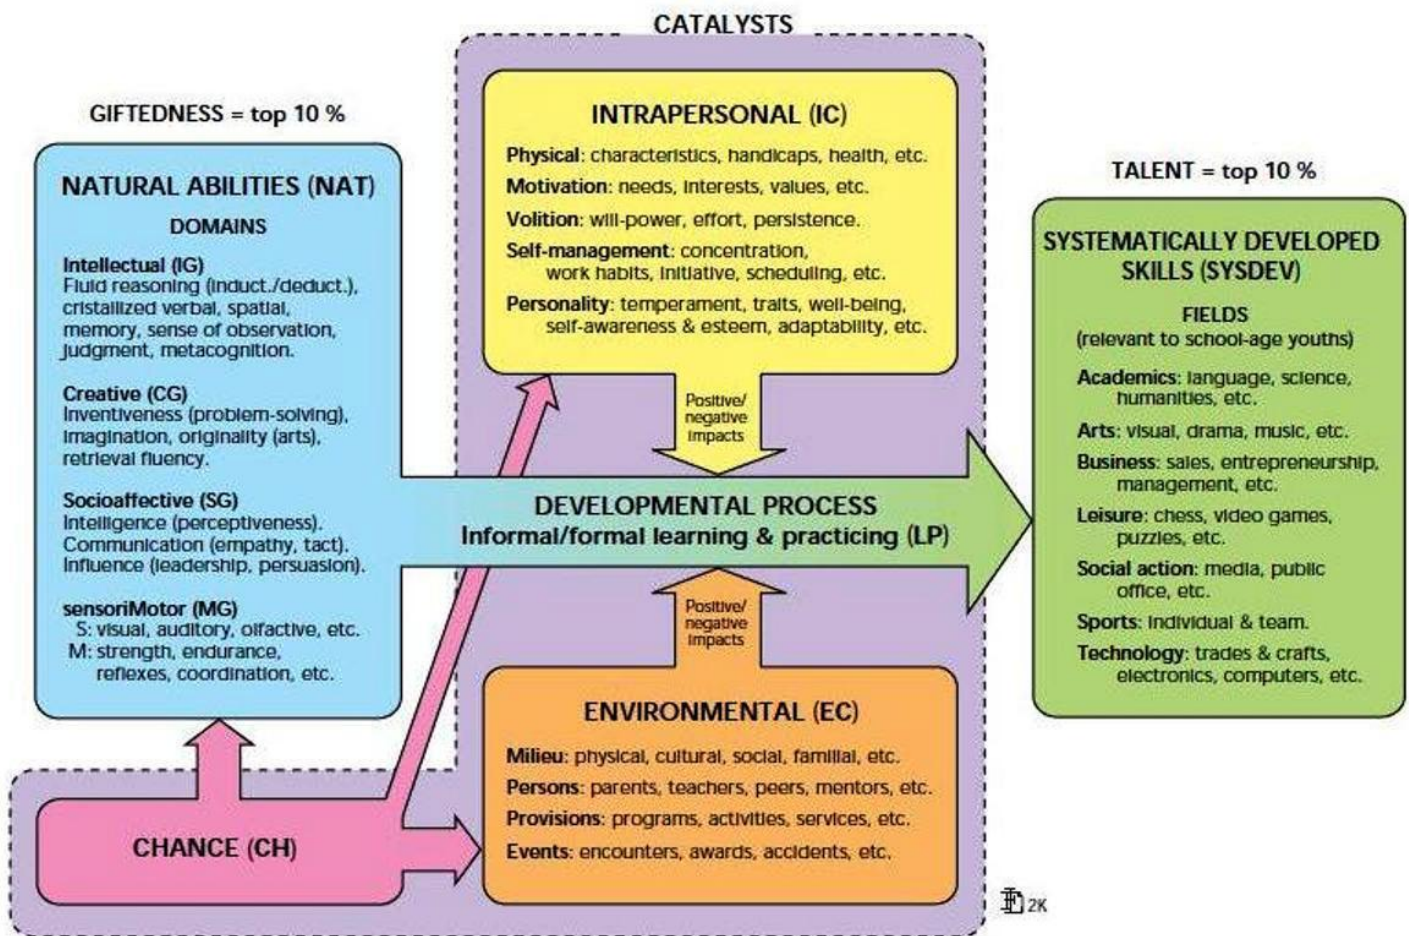 CATALYSTS
GIFTEDNESS = top 10 %
NATURAL ABILITIES (NAT)
DOMAINS
Intellectual (IG)
Fluid reasoning (induct./deduct.),
cristallized verbal, spatial,
memory, sense of observation,
judgment, metacognition.
Creative (CG)
Inventiveness (problem-solving),
imagination, originality (arts),
retrieval fluency.
Socioaffective (SG)
Intelligence (perceptiveness).
Communication (empathy, tact).
Influence (leadership, persuasion).
sensoriMotor (MG)
S: visual, auditory, olfactive, etc.
M: strength, endurance,
reflexes, coordination, etc.
INTRAPERSONAL (IC)
Physical: characteristics, handicaps, health, etc.
Motivation: needs, interests, values, etc.
Volition: will-power, effort, persistence.
Self-management: concentration,
work habits, initiative, scheduling, etc.
Personality: temperament, traits, well-being,
self-awareness & esteem, adaptability, etc.
Positive/
negative
impacts
DEVELOPMENTAL PROCESS
Informal/formal learning & practicing (LP)
Positive/
negative
impacts
ENVIRONMENTAL (EC)
Milieu: physical, cultural, social, familial, etc.
Persons: parents, teachers, peers, mentors, etc.
Provisions: programs, activities, services, etc.
Events: encounters, awards, accidents, etc.
CHANCE (CH)
TALENT = top 10 %
SYSTEMATICALLY DEVELOPED
SKILLS (SYSDEV)
FIELDS
(relevant to school-age youths)
Academics: language, science,
humanities, etc.
Arts: visual, drama, music, etc.
Business: sales, entrepreneurship,
management, etc.
Leisure: chess, video games,
puzzles, etc.
Social action: media, public
office, etc.
Sports: individual & team.
Technology: trades & crafts,
electronics, computers, etc.
2K